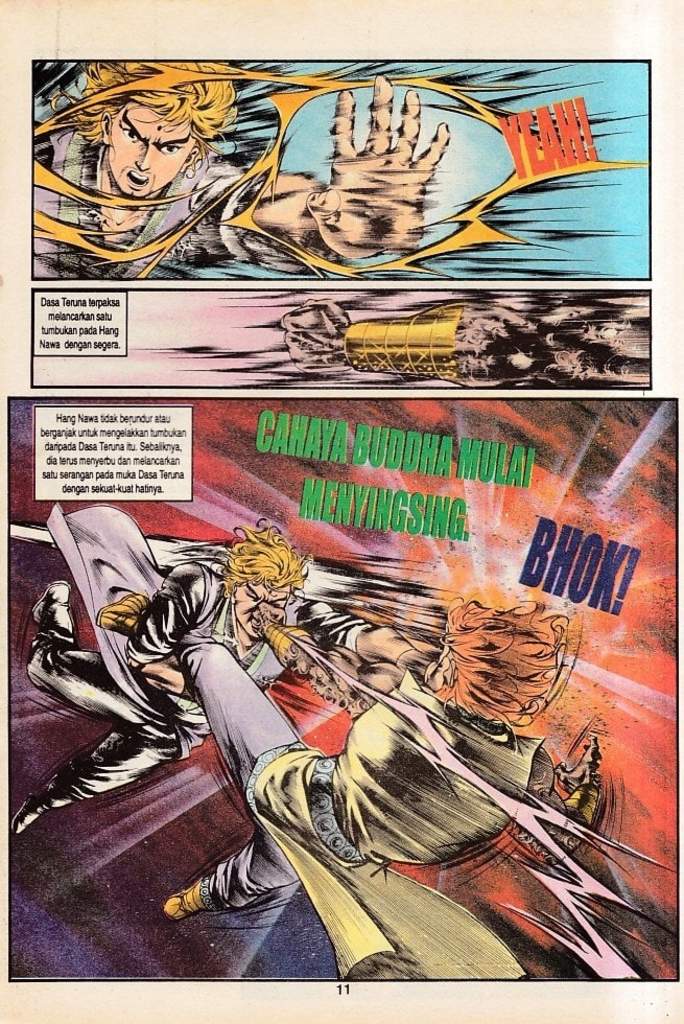 YEAH!
Dasa Teruna terpaksa
melancarkan satu
tumbukan pada Hang
Nawa dengan segera.
Hang Nawa tidak berundur atau
berganjak untuk mengelakkan tumbukan
daripada Dasa Teruna itu. Sebaliknya,
dia terus menyerbu dan melancarkan
satu serangan pada muka Dasa Teruna
dengan sekuat-kuat hatinya.
CAHAYA BUDDHA MULAI
MENYINGSING.
BHOK!
11